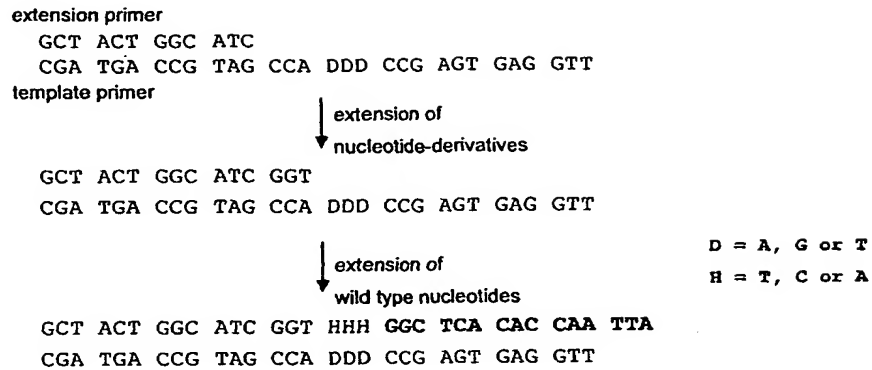 extension primer
GCT ACT GGC ATC
CGA TGA CCG TAG CCA DDD CCG AGT GAG GTT
template primer
extension of
nucleotide-derivatives
GCT ACT GGC ATC GGT
CGA TGA CCG TAG CCA DDD CCG AGT GAG GTT
D = A, G or T
extension of
H = T, C or A
wild type nucleotides
GCT ACT GGC ATC GGT HHH GGC TCA CAC CAA TTA
CGA TGA CCG TAG CCA DDD CCG AGT GAG GTT